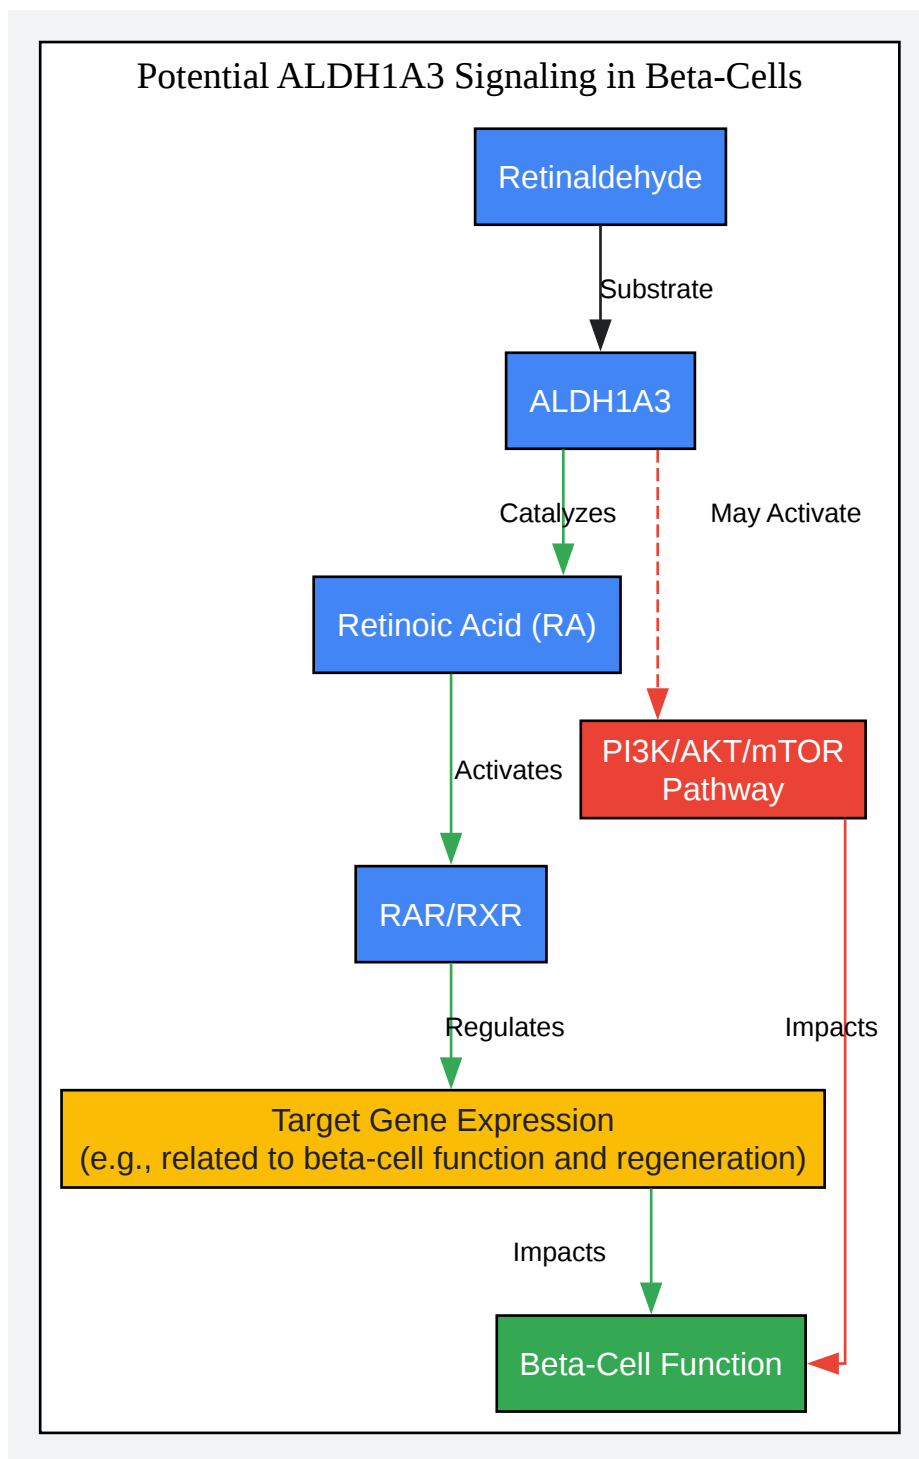 Potential ALDH1A3 Signaling in Beta-Cells
Retinaldehyde
Substrate
ALDH1A3
Catalyzes
May Activate
Retinoic Acid (RA)
PI3K/AKT/mTOR
Pathway
Activates
RAR/RXR
Regulates
Impacts
Target Gene Expression
(e.g., related to beta-cell function and regeneration)
Impacts
Beta-Cell Function